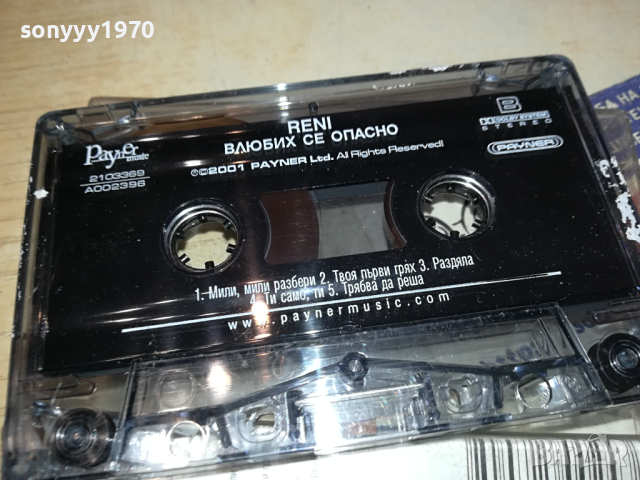 sonyyy1970
RENI
ВЛЮБИХ СЕ ОПАСНО
℗©2001 PAYNER Ltd. All Rights Reserved!
Payner music
2103369
A002396
B
DOLBY SYSTEM
STEREO
PAYNER
1. Мили, мили разбери 2. Твоя първи грях 3. Раздяла
4. Ти само, ти 5. Трябва да реша
www.paynermusic.com
НА
BAZAR